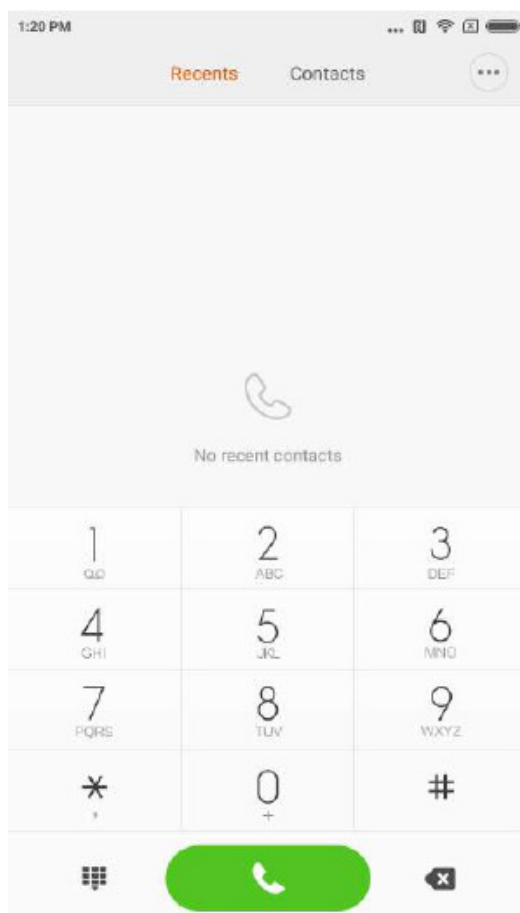 1:20 PM
Recents Contacts
No recent contacts
1 2 3
ABC DEF
4 5 6
GHI JKL MNO
7 8 9
PQRS TUV WXYZ
* 0 #
, +